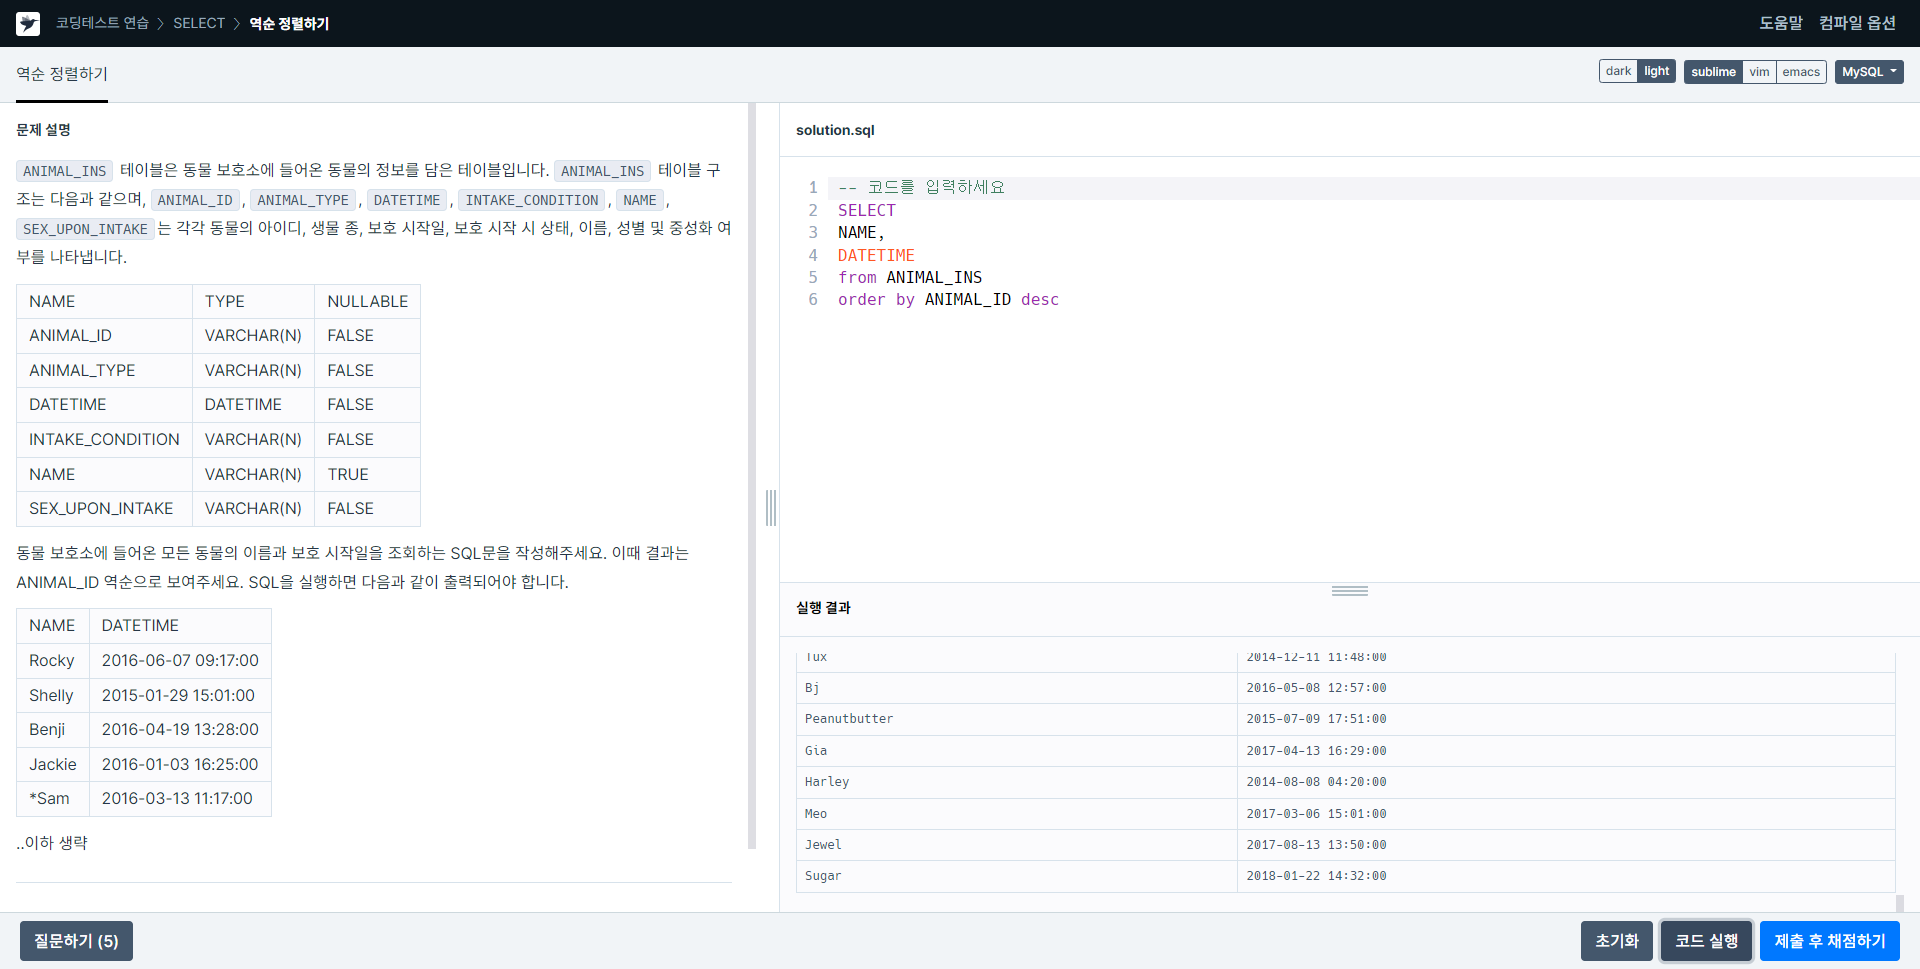 코딩테스트 연습 > SELECT > 역순 정렬하기
도움말 컴파일 옵션
역순 정렬하기
dark light sublime vim emacs MySQL
문제 설명
ANIMAL_INS 테이블은 동물 보호소에 들어온 동물의 정보를 담은 테이블입니다. ANIMAL_INS 테이블 구
조는 다음과 같으며, ANIMAL_ID, ANIMAL_TYPE, DATETIME, INTAKE_CONDITION, NAME,
SEX_UPON_INTAKE는 각각 동물의 아이디, 생물 종, 보호 시작일, 보호 시작 시 상태, 이름, 성별 및 중성화 여
부를 나타냅니다.
NAME TYPE NULLABLE
ANIMAL_ID VARCHAR(N) FALSE
ANIMAL_TYPE VARCHAR(N) FALSE
DATETIME DATETIME FALSE
INTAKE_CONDITION VARCHAR(N) FALSE
NAME VARCHAR(N) TRUE
SEX_UPON_INTAKE VARCHAR(N) FALSE
동물 보호소에 들어온 모든 동물의 이름과 보호 시작일을 조회하는 SQL문을 작성해주세요. 이때 결과는
ANIMAL_ID 역순으로 보여주세요. SQL을 실행하면 다음과 같이 출력되어야 합니다.
NAME DATETIME
Rocky 2016-06-07 09:17:00
Shelly 2015-01-29 15:01:00
Benji 2016-04-19 13:28:00
Jackie 2016-01-03 16:25:00
*Sam 2016-03-13 11:17:00
..이하 생략
solution.sql
1 -- 코드를 입력하세요
2 SELECT
3 NAME,
4 DATETIME
5 from ANIMAL_INS
6 order by ANIMAL_ID desc
실행 결과
Tux 2014-12-11 11:48:00
Bj 2016-05-08 12:57:00
Peanutbutter 2015-07-09 17:51:00
Gia 2017-04-13 16:29:00
Harley 2014-08-08 04:20:00
Meo 2017-03-06 15:01:00
Jewel 2017-08-13 13:50:00
Sugar 2018-01-22 14:32:00
질문하기 (5)
초기화 코드 실행 제출 후 채점하기